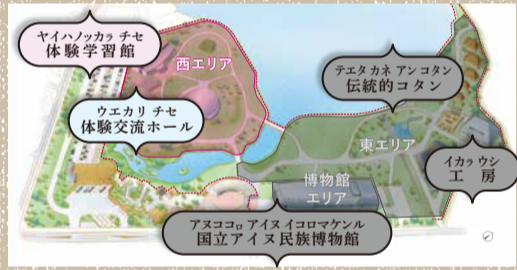 ヤイハノッカㇻ チセ
体験学習館
西エリア
ウエカリ チセ
体験交流ホール
テエタ カネ アン コタン
伝統的コタン
東エリア
イカㇻ ウシ
工房
博物館
エリア
アヌココㇿ アイヌ イコロマケンル
国立アイヌ民族博物館